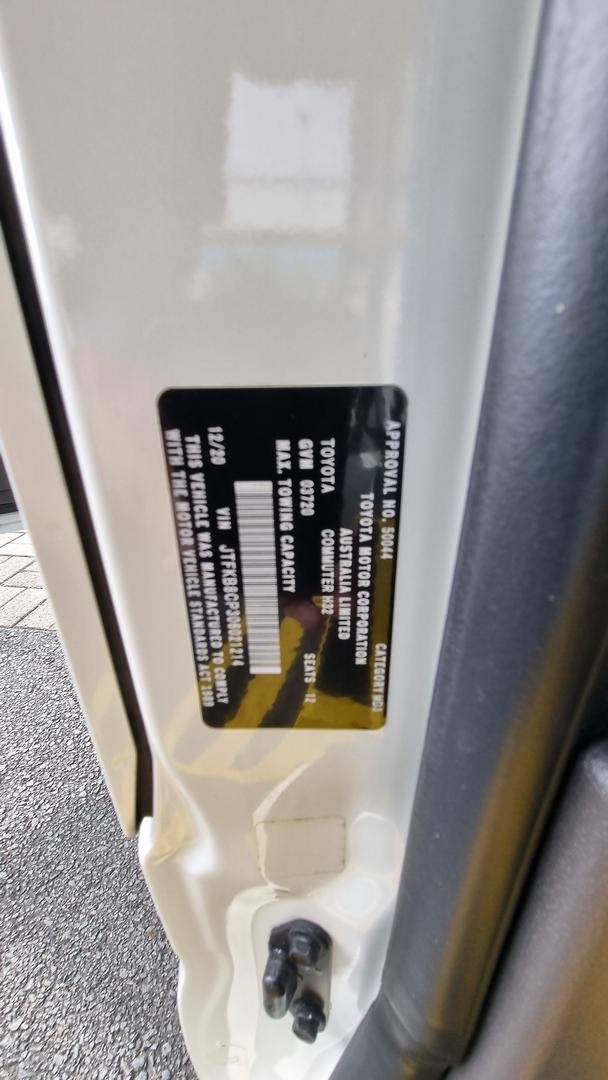 APPROVAL NO. 50044 CATEGORY MD3
TOYOTA MOTOR CORPORATION
AUSTRALIA LIMITED
TOYOTA COMMUTER H32
GVM 03720 SEATS 12
MAX. TOWING CAPACITY
12/20 VIN
THIS VEHICLE WAS MANUFACTURED TO COMPLY
WITH THE MOTOR VEHICLE STANDARDS ACT 1989